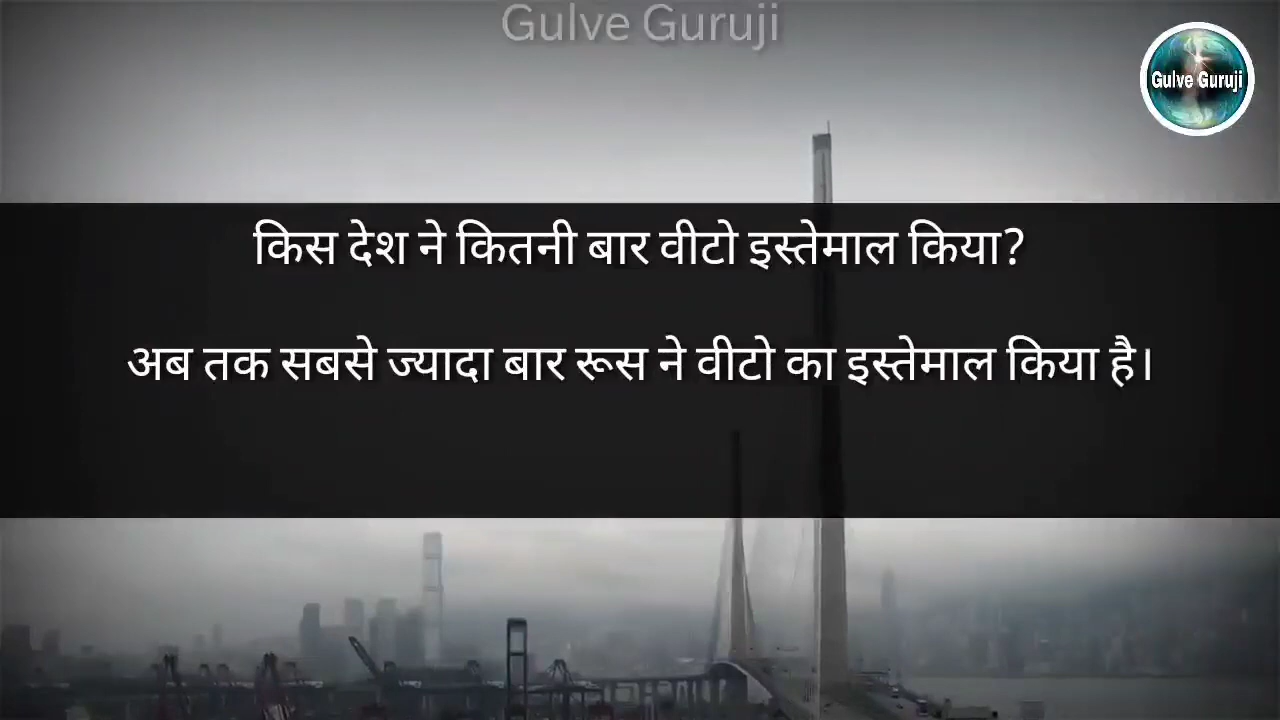 Gulve Guruji
Gulve Guruji
किस देश ने कितनी बार वीटो इस्तेमाल किया?
अब तक सबसे ज्यादा बार रूस ने वीटो का इस्तेमाल किया है।